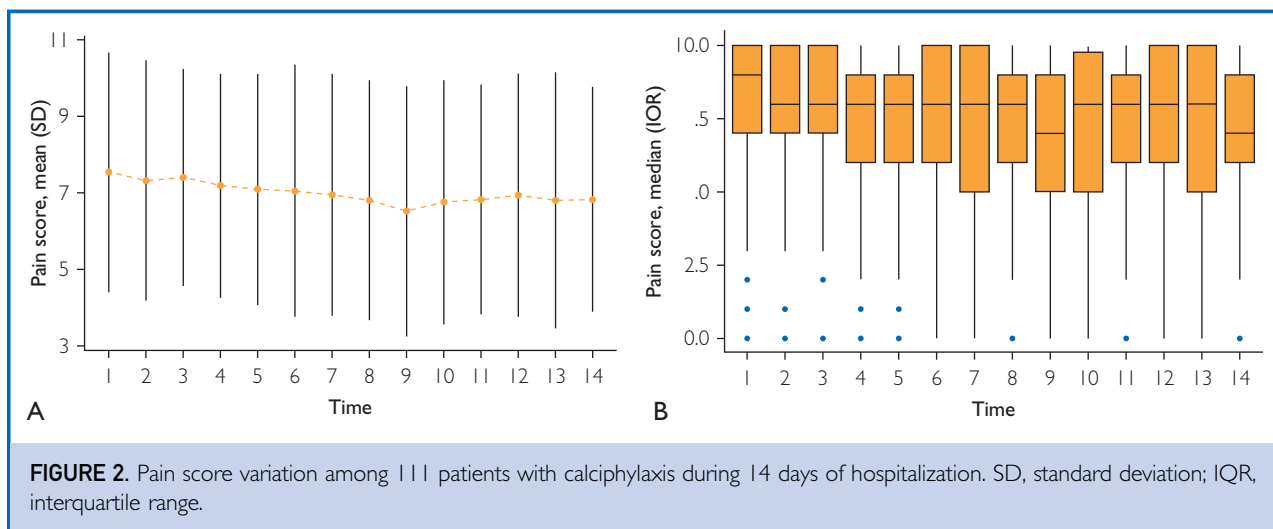 Pain score, mean (SD)
11
9
7
5
3
1 2 3 4 5 6 7 8 9 10 11 12 13 14
Time
A
Pain score, median (IOR)
10.0
.5
.0
2.5
0.0
1 2 3 4 5 6 7 8 9 10 11 12 13 14
Time
B
FIGURE 2. Pain score variation among 111 patients with calciphylaxis during 14 days of hospitalization. SD, standard deviation; IQR,
interquartile range.